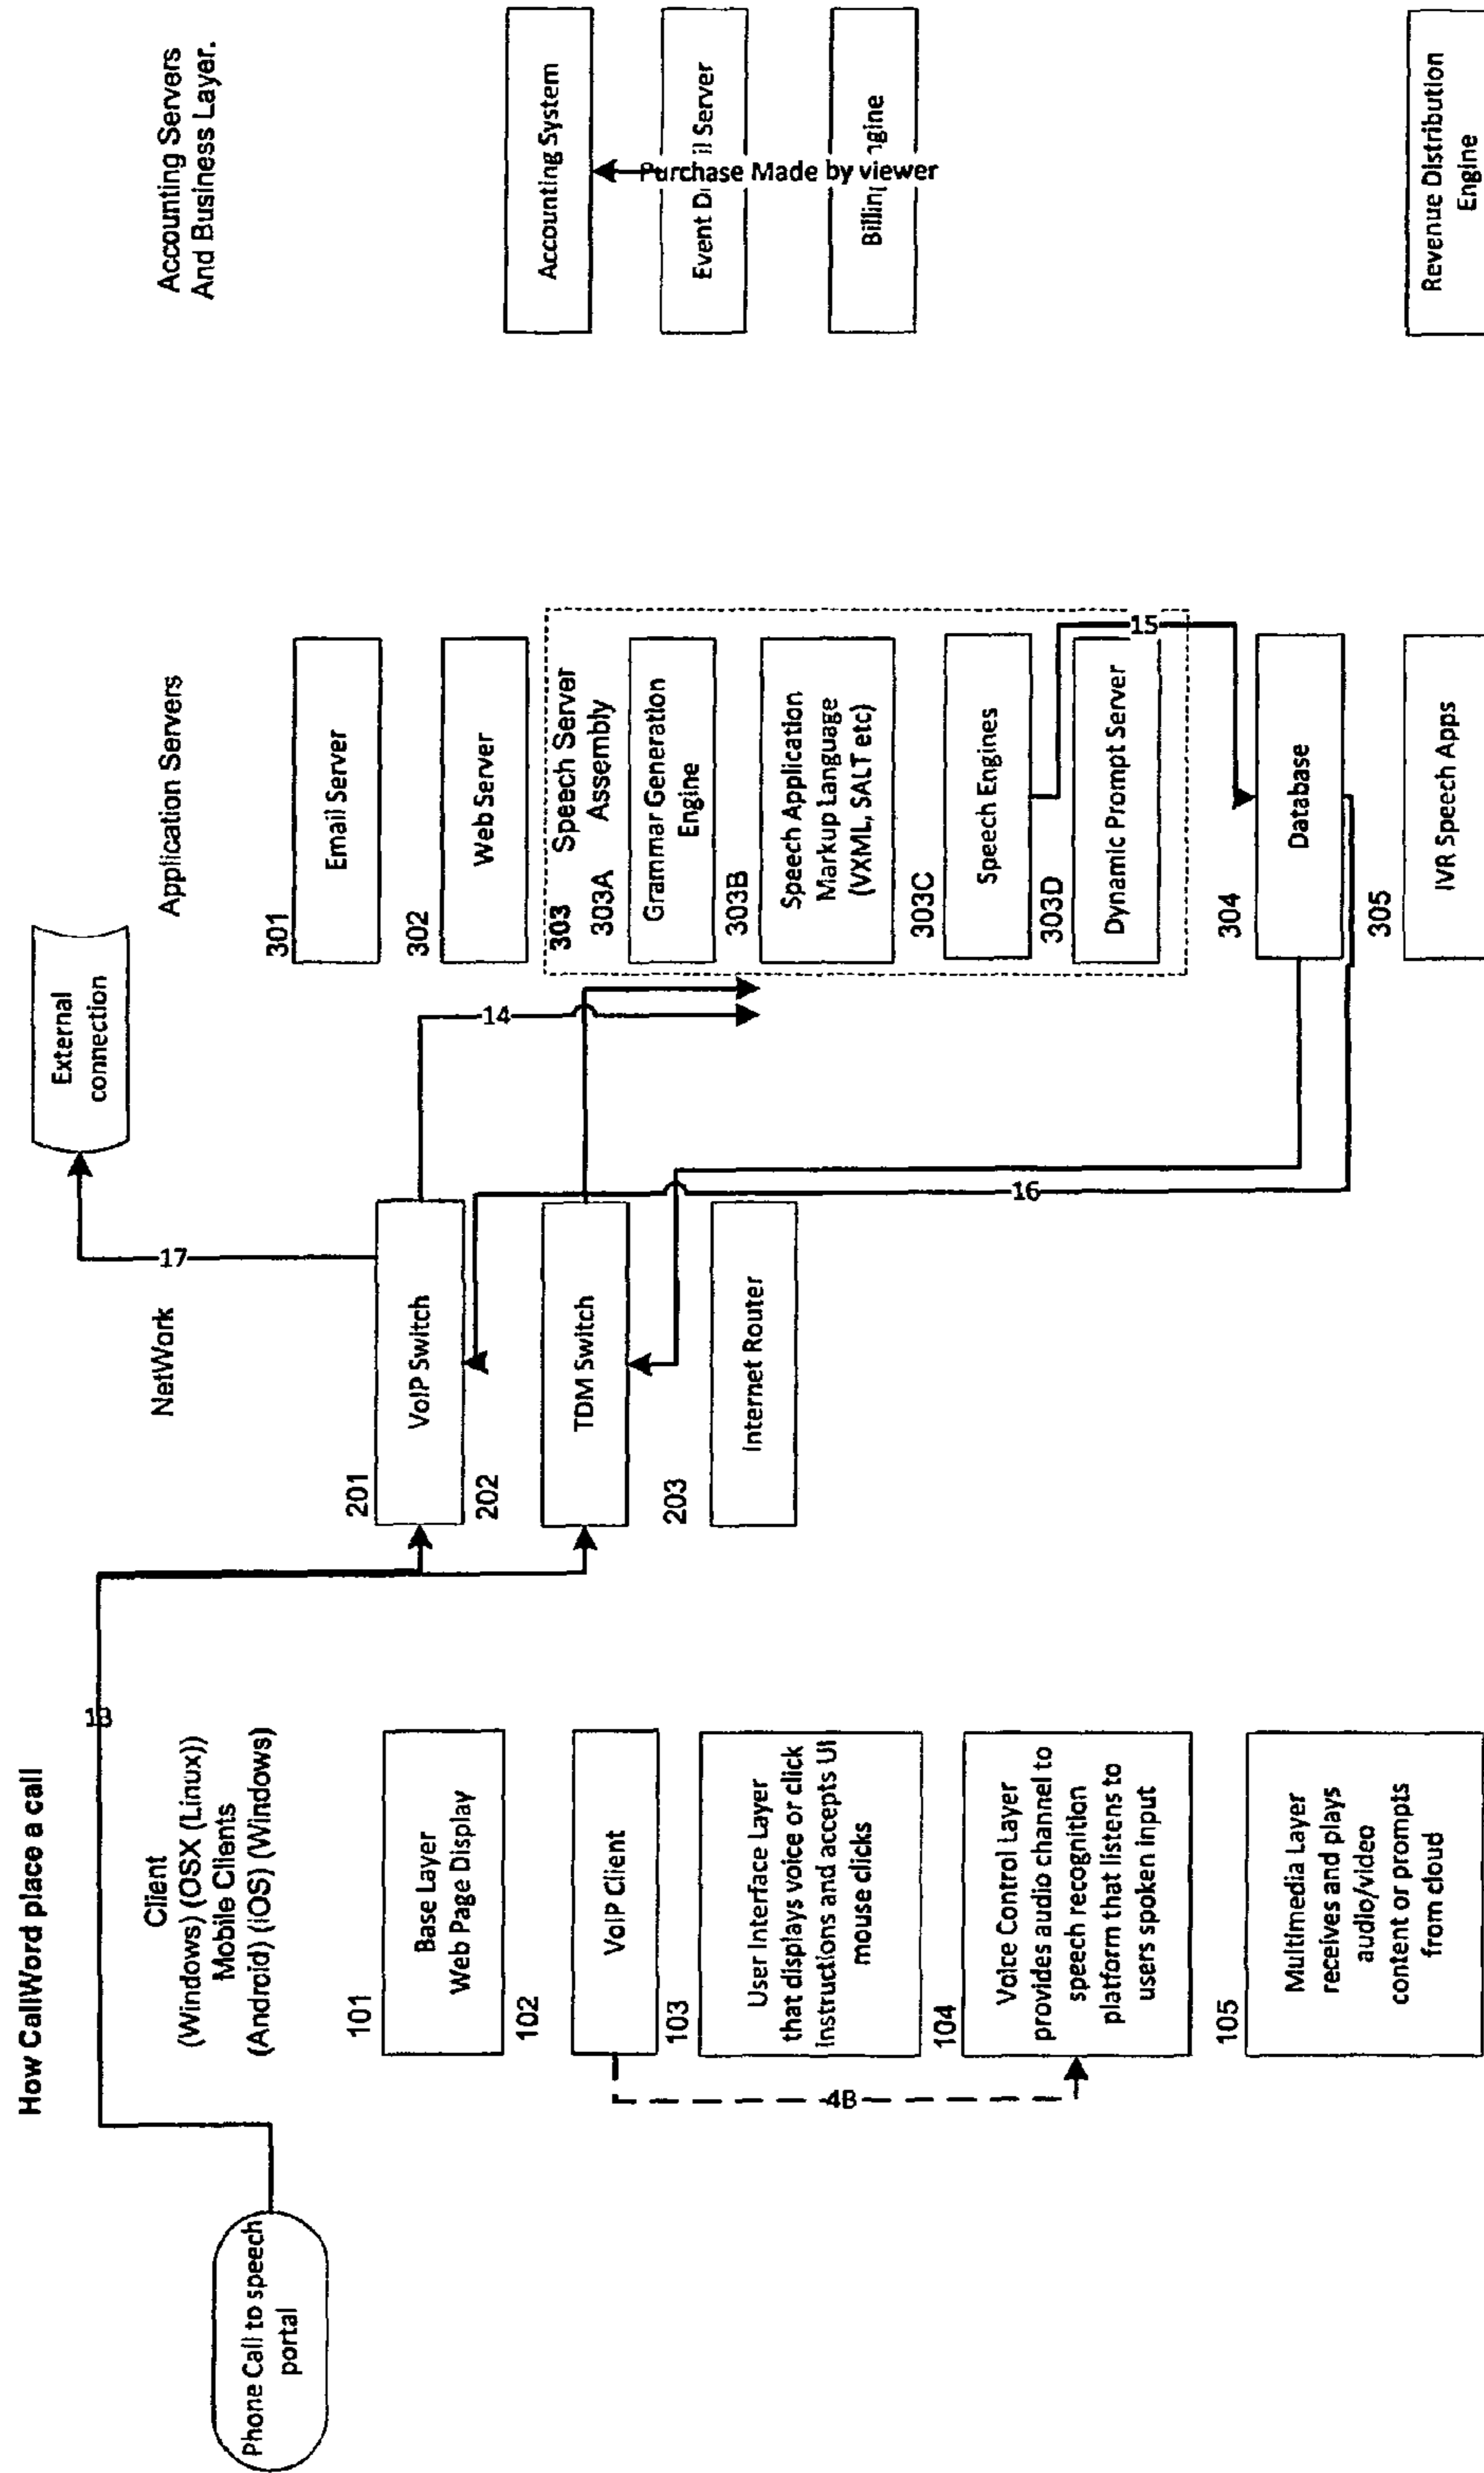 How CallWord place a call
Phone Call to speech
portal
13
Client
(Windows) (OSX (Linux))
Mobile Clients
(Android) (iOS) (Windows)
101
Base Layer
Web Page Display
102
VoIP Client
103
User Interface Layer
that displays voice or click
instructions and accepts UI
mouse clicks
104
Voice Control Layer
provides audio channel to
speech recognition
platform that listens to
users spoken input
4B
105
Multimedia Layer
receives and plays
audio/video
content or prompts
from cloud
NetWork
17
External
connection
201
VoIP Switch
202
TDM Switch
203
Internet Router
14
16
Application Servers
301
Email Server
302
Web Server
303 Speech Server
303A Assembly
Grammar Generation
Engine
303B
Speech Application
Markup Language
(VXML, SALT etc)
303C
Speech Engines
303D
Dynamic Prompt Server
15
304
Database
305
IVR Speech Apps
Accounting Servers
And Business Layer.
Accounting System
Event D il Server
Purchase Made by viewer
Billing ngine
Revenue Distribution
Engine